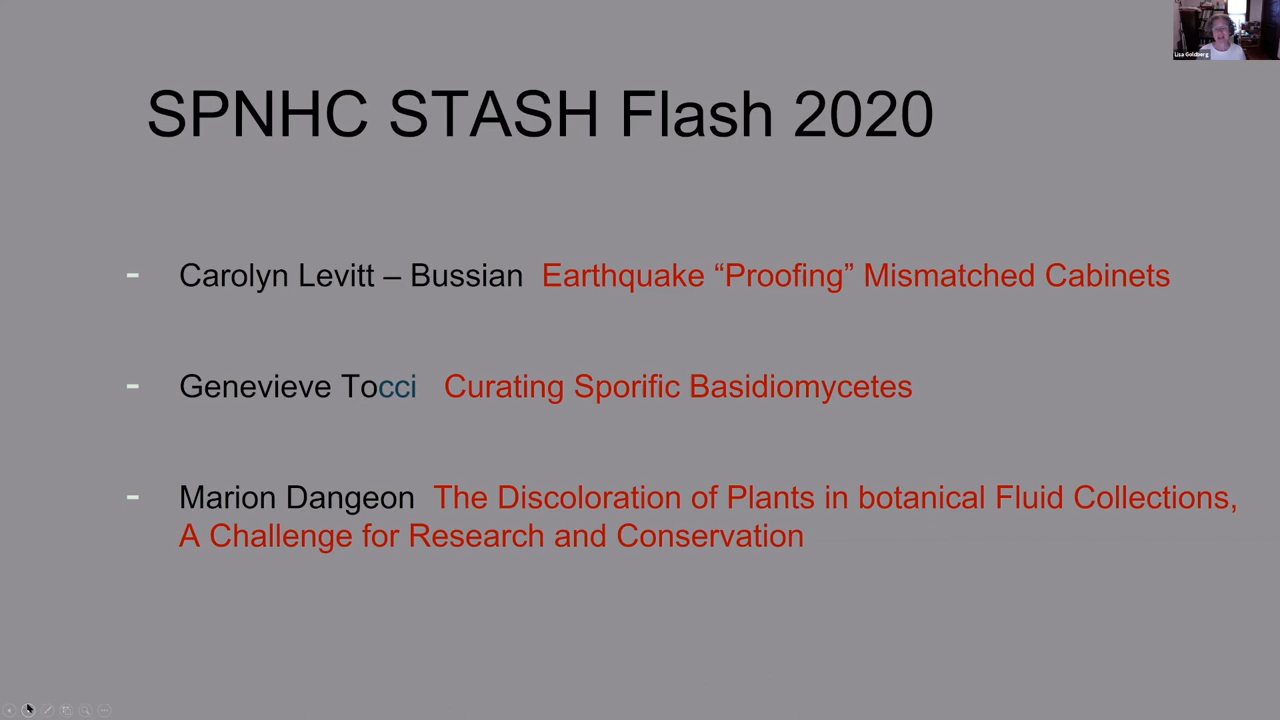 Lisa Goldberg
SPNHC STASH Flash 2020
- Carolyn Levitt – Bussian Earthquake “Proofing” Mismatched Cabinets
- Genevieve Tocci Curating Sporific Basidiomycetes
- Marion Dangeon The Discoloration of Plants in botanical Fluid Collections,
A Challenge for Research and Conservation